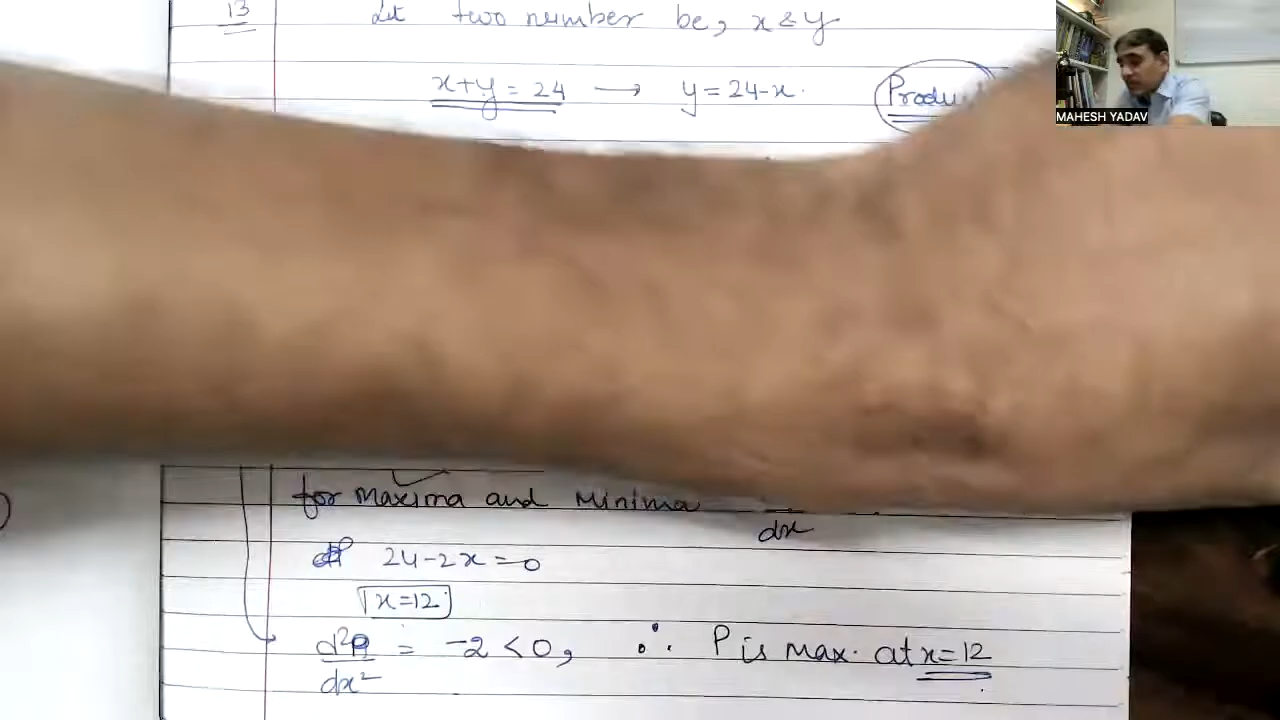 13 Let two number be, x & y
x+y = 24 → y = 24-x.
MAHESH YADAV
for Maxima and Minima
dx
24-2x=0
x=12
d²P/dx² = -2 < 0, ∴ P is max. at x=12